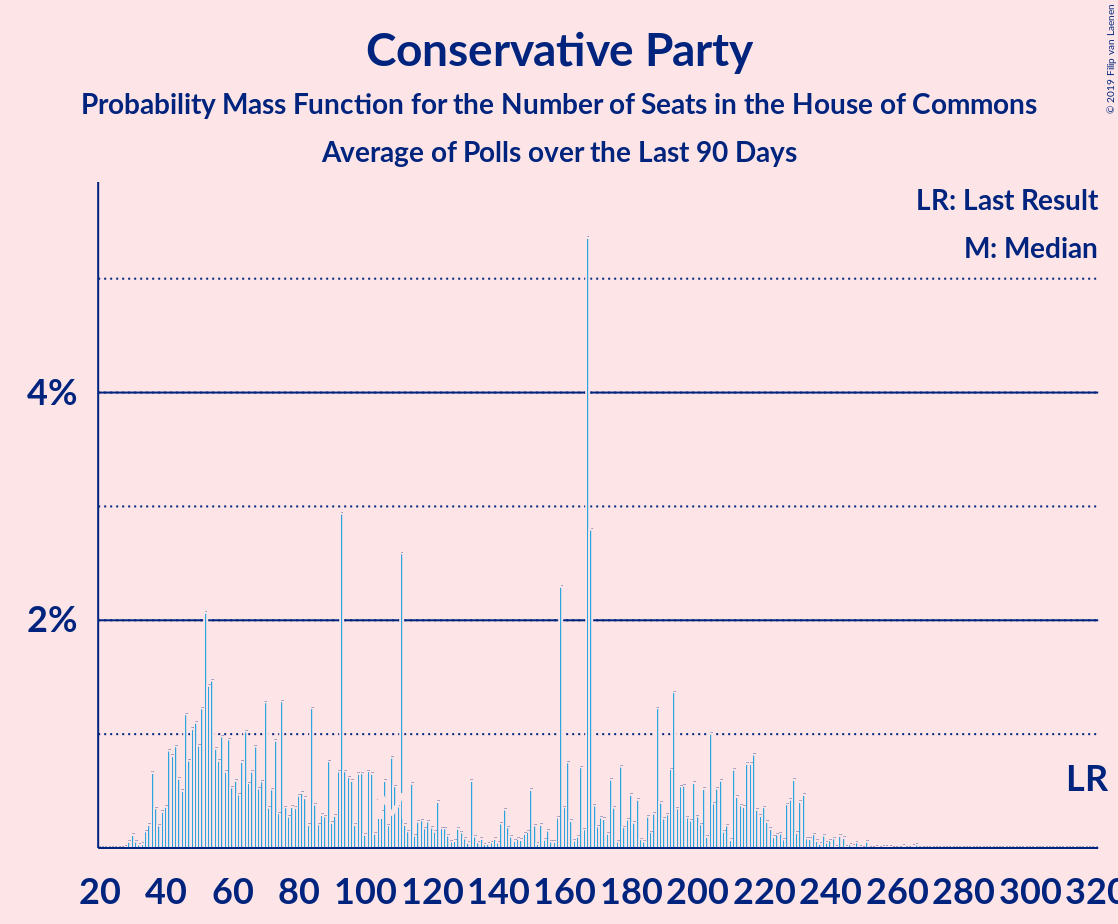 Conservative Party
Probability Mass Function for the Number of Seats in the House of Commons
Average of Polls over the Last 90 Days
© 2019 Filip van Laenen
LR: Last Result
M: Median
4%
2%
LR
20 40 60 80 100 120 140 160 180 200 220 240 260 280 300 320